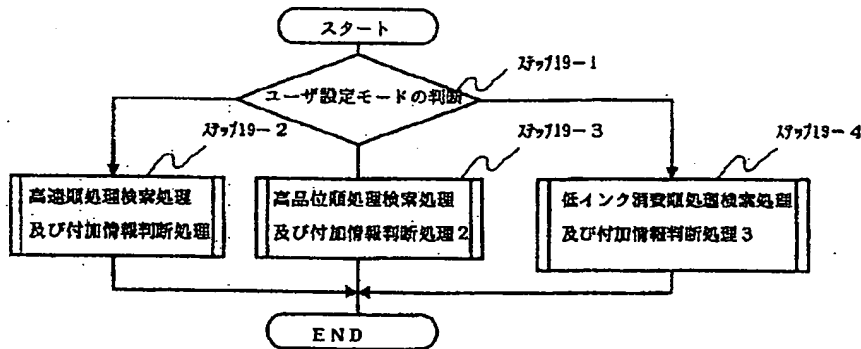 スタート
ステップ19-1
ユーザ設定モードの判断
ステップ19-2
ステップ19-3
ステップ19-4
高速順処理検索処理
及び付加情報判断処理
高品位順処理検索処理
及び付加情報判断処理2
低インク消費順処理検索処理
及び付加情報判断処理3
END